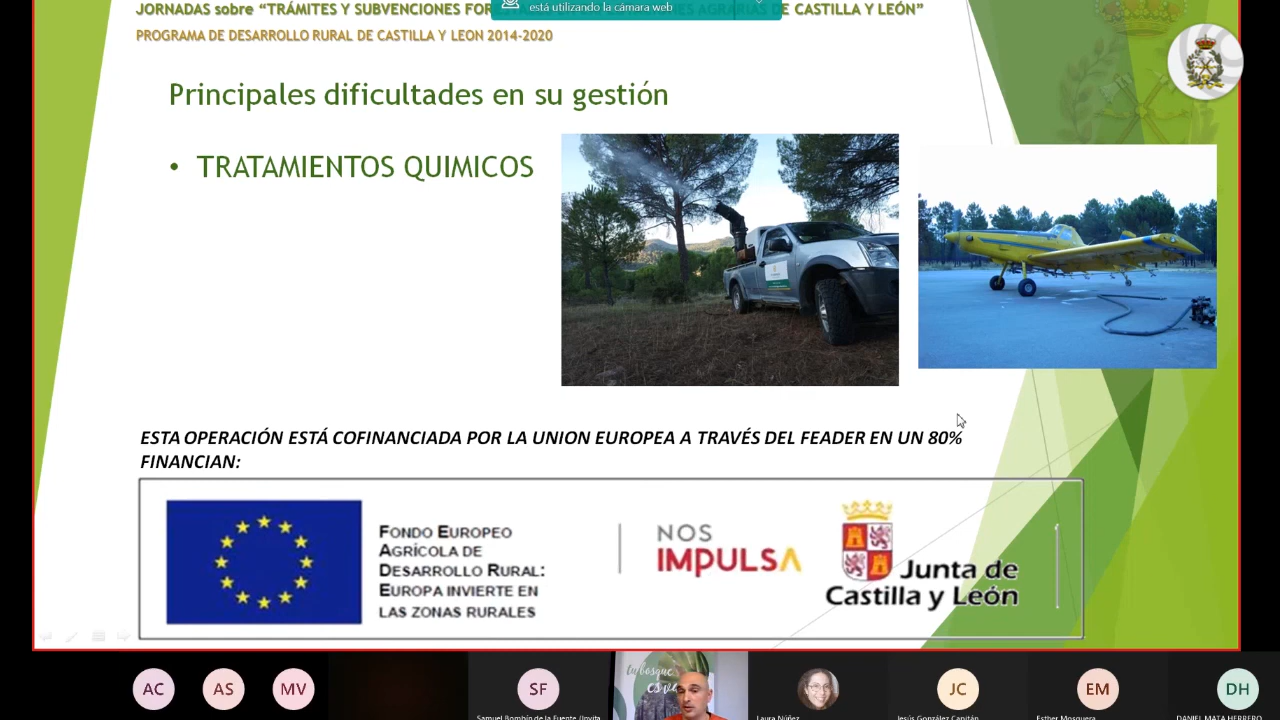 JORNADAS sobre “TRÁMITES Y SUBVENCIONES AGRARIAS DE CASTILLA Y LEÓN”
está utilizando la cámara web
PROGRAMA DE DESARROLLO RURAL DE CASTILLA Y LEON 2014-2020
Principales dificultades en su gestión
• TRATAMIENTOS QUIMICOS
ESTA OPERACIÓN ESTÁ COFINANCIADA POR LA UNION EUROPEA A TRAVÉS DEL FEADER EN UN 80%
FINANCIAN:
FONDO EUROPEO
AGRÍCOLA DE
DESARROLLO RURAL:
EUROPA INVIERTE EN
LAS ZONAS RURALES
NOS
IMPULSA
Junta de
Castilla y León
tu bosque
AC
AS
MV
SF
JC
EM
DH
Samuel Bombín de la Fuente (Invita
Laura Núñez
Jesús González Capitán
Esther Mosquera
DANIEL MATA HERRERO